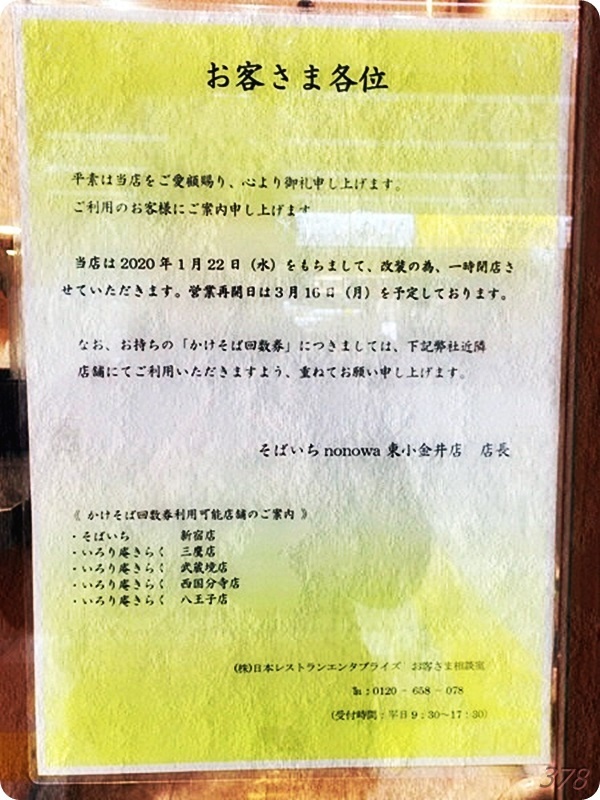 お客さま各位
平素は当店をご愛顧賜り、心より御礼申し上げます。
ご利用のお客様にご案内申し上げます
当店は2020年1月22日（水）をもちまして、改装の為、一時閉店さ
せていただきます。営業再開日は3月16日（月）を予定しております。
なお、お持ちの「かけそば回数券」につきましては、下記弊社近隣
店舗にてご利用いただきますよう、重ねてお願い申し上げます。
そばいち nonowa 東小金井店　店長
《 かけそば回数券利用可能店舗のご案内 》
・そばいち　新宿店
・いろり庵きらく　三鷹店
・いろり庵きらく　武蔵境店
・いろり庵きらく　西国分寺店
・いろり庵きらく　八王子店
(株)日本レストランエンタプライズ　お客さま相談室
℡：0120 - 658 - 078
（受付時間：平日9：30～17：30）
378